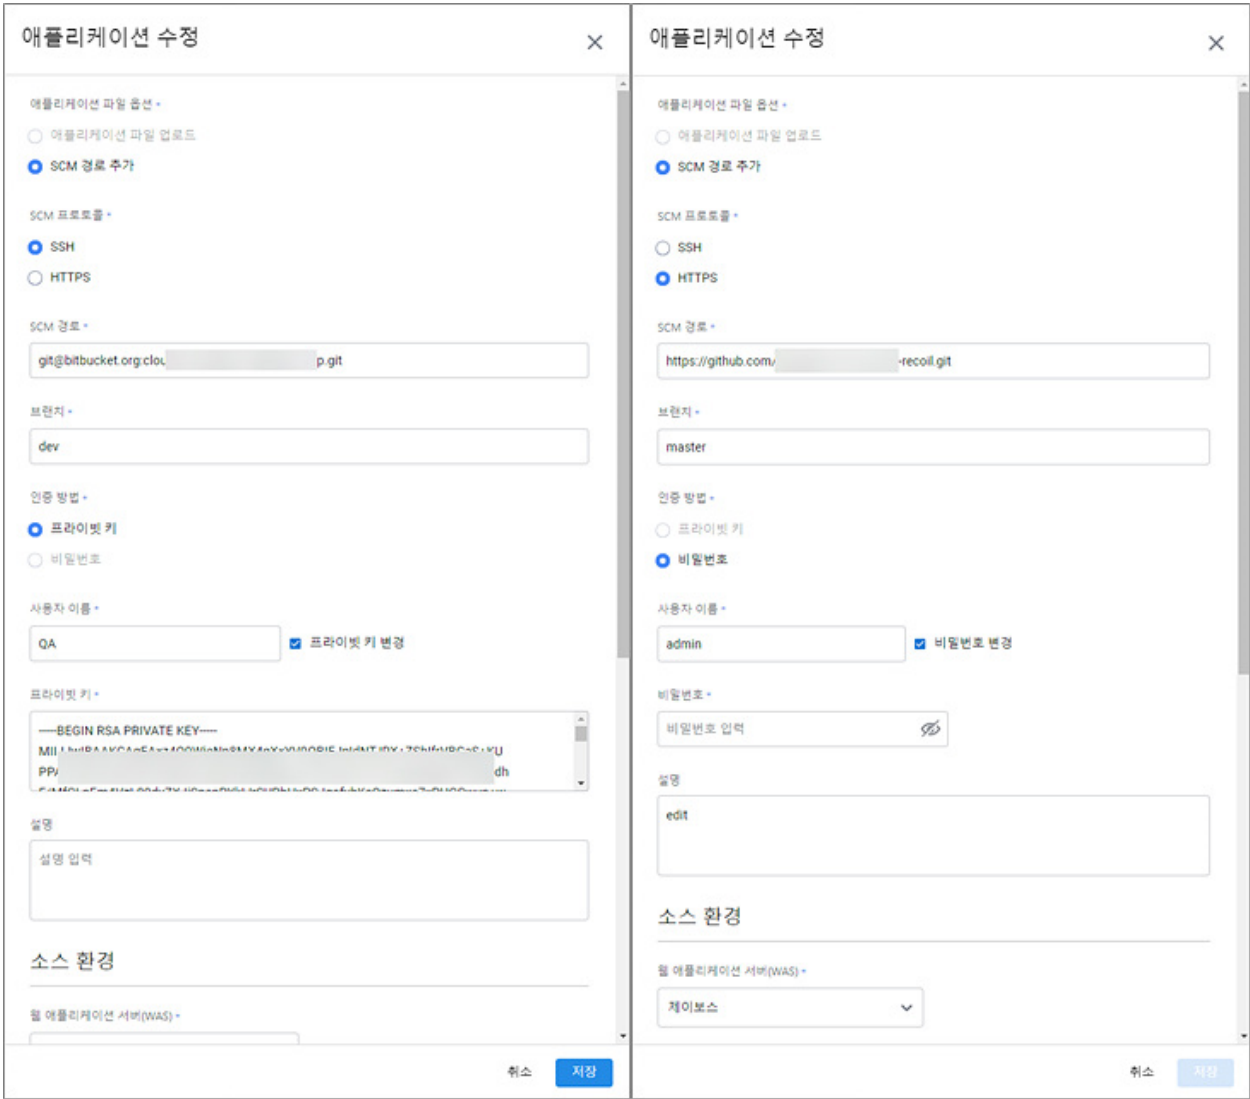 애플리케이션 수정
애플리케이션 파일 옵션
애플리케이션 파일 업로드
SCM 경로 추가
SCM 프로토콜
SSH
HTTPS
SCM 경로
git@bitbucket.org:clou p.git
브랜치
dev
인증 방법
프라이빗 키
비밀번호
사용자 이름
QA
프라이빗 키 변경
프라이빗 키
-----BEGIN RSA PRIVATE KEY-----
PPA dh
설명
설명 입력
소스 환경
웹 애플리케이션 서버(WAS)
취소
저장
애플리케이션 수정
애플리케이션 파일 옵션
애플리케이션 파일 업로드
SCM 경로 추가
SCM 프로토콜
SSH
HTTPS
SCM 경로
https://github.com/ -recoil.git
브랜치
master
인증 방법
프라이빗 키
비밀번호
사용자 이름
admin
비밀번호 변경
비밀번호
비밀번호 입력
설명
edit
소스 환경
웹 애플리케이션 서버(WAS)
제이보스
취소
저장